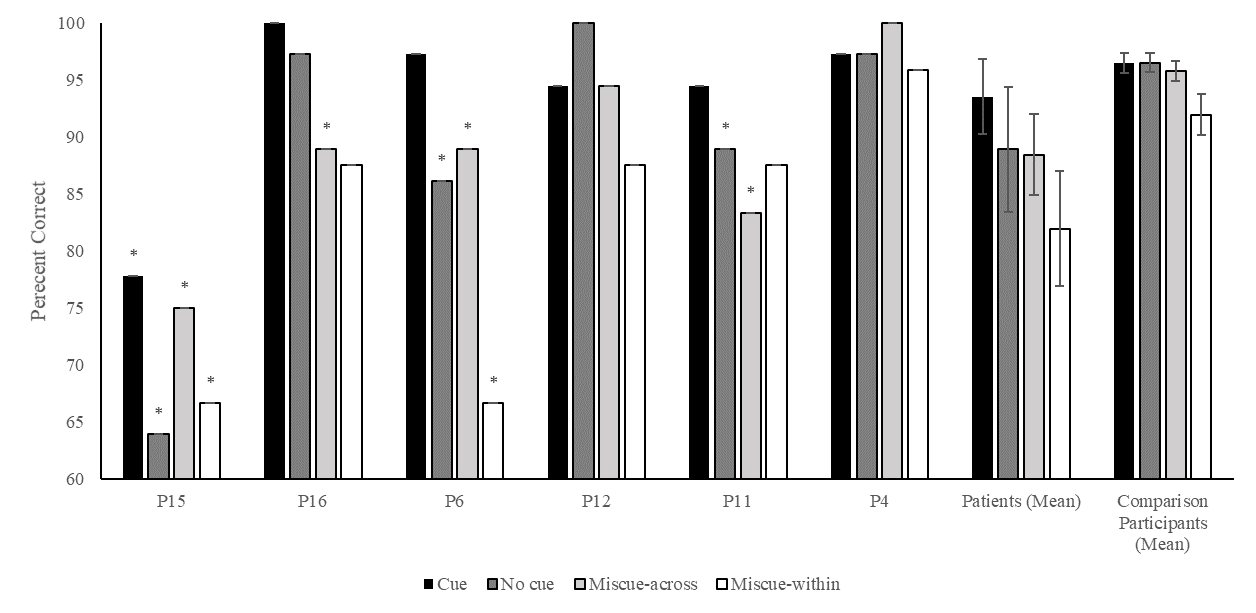 Perecent Correct
100
95
90
85
80
75
70
65
60
* * * *
*
* * *
* *
P15 P16 P6 P12 P11 P4 Patients (Mean) Comparison
Participants
(Mean)
Cue No cue Miscue-across Miscue-within